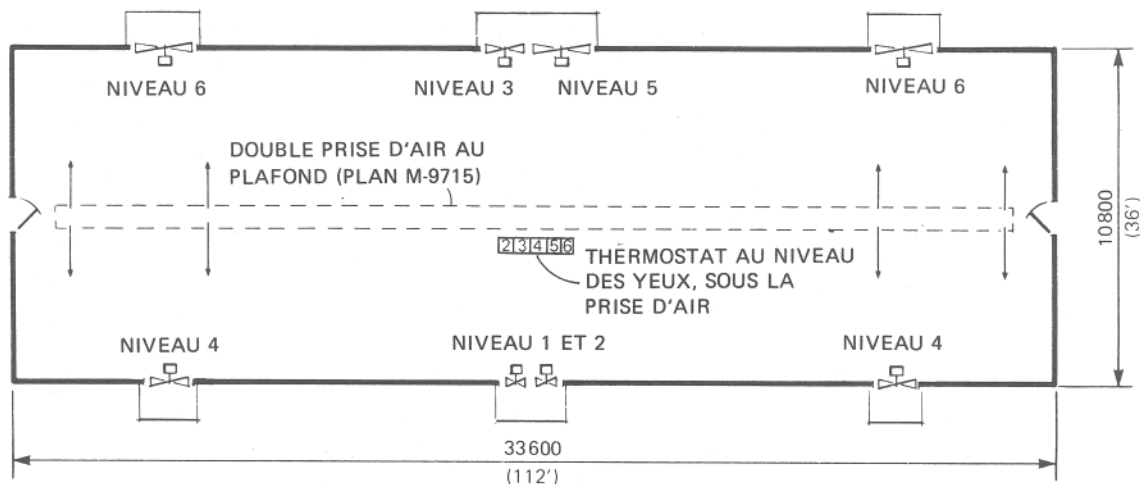 NIVEAU 6
NIVEAU 3
NIVEAU 5
NIVEAU 6
DOUBLE PRISE D'AIR AU
PLAFOND (PLAN M-9715)
10800
(36')
2 3 4 5 6
THERMOSTAT AU NIVEAU
DES YEUX, SOUS LA
PRISE D'AIR
NIVEAU 4
NIVEAU 1 ET 2
NIVEAU 4
33600
(112')